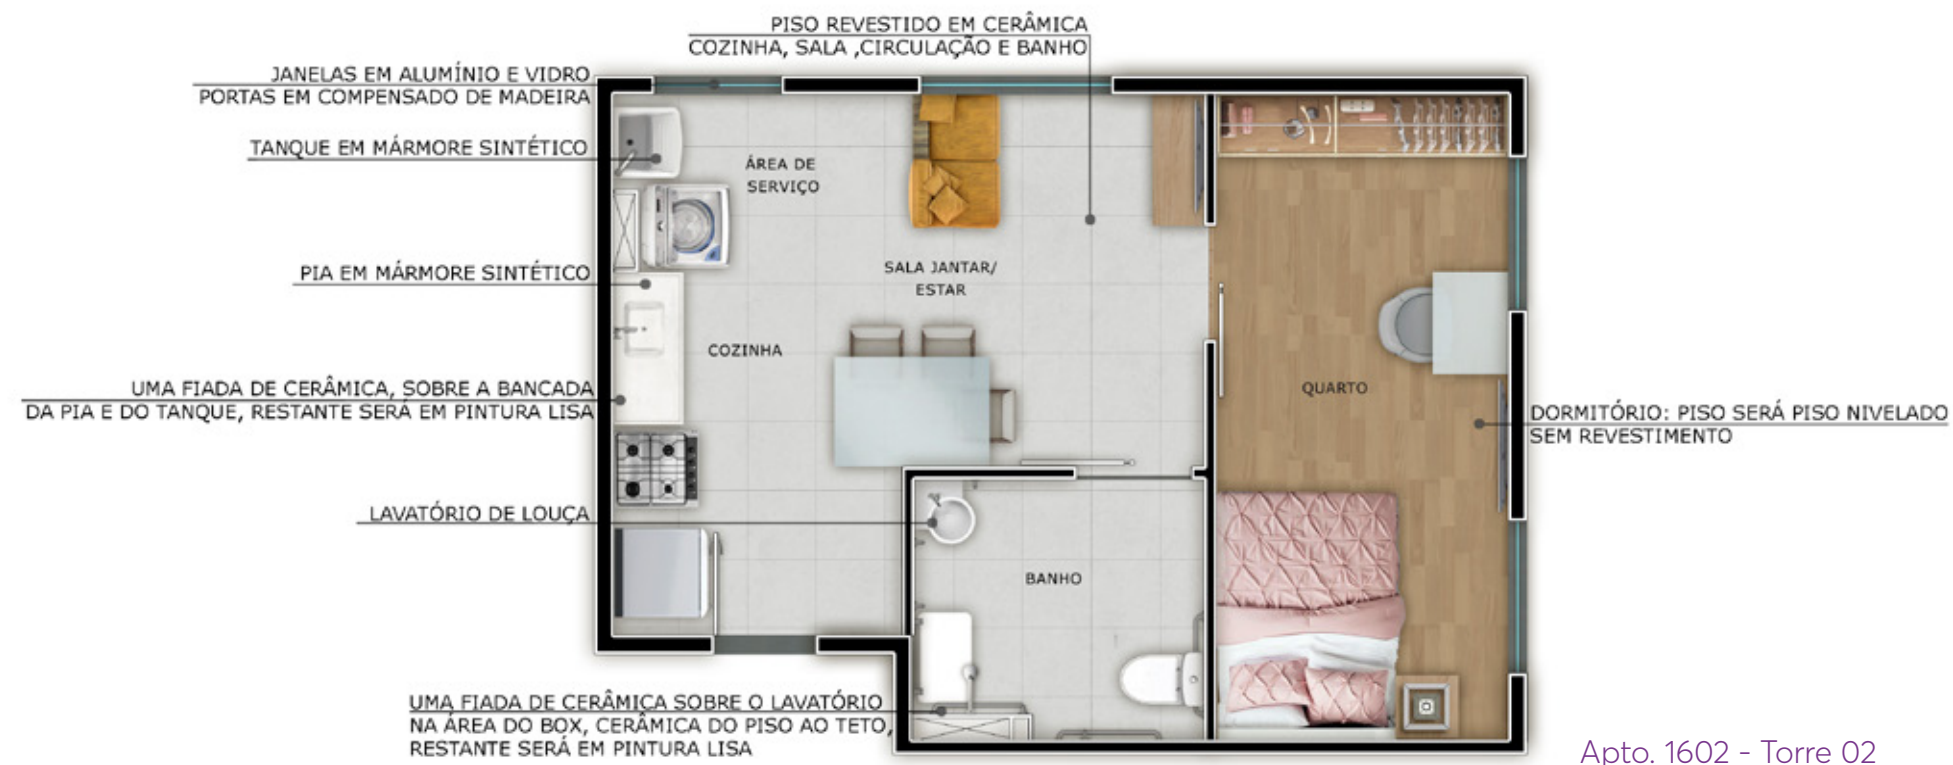 PISO REVESTIDO EM CERÂMICA
COZINHA, SALA ,CIRCULAÇÃO E BANHO
JANELAS EM ALUMÍNIO E VIDRO
PORTAS EM COMPENSADO DE MADEIRA
TANQUE EM MÁRMORE SINTÉTICO
ÁREA DE
SERVIÇO
PIA EM MÁRMORE SINTÉTICO
SALA JANTAR/
ESTAR
COZINHA
UMA FIADA DE CERÂMICA, SOBRE A BANCADA
DA PIA E DO TANQUE, RESTANTE SERÁ EM PINTURA LISA
QUARTO
DORMITÓRIO: PISO SERÁ PISO NIVELADO
SEM REVESTIMENTO
LAVATÓRIO DE LOUÇA
BANHO
UMA FIADA DE CERÂMICA SOBRE O LAVATÓRIO
NA ÁREA DO BOX, CERÂMICA DO PISO AO TETO,
RESTANTE SERÁ EM PINTURA LISA
Apto. 1602 - Torre 02